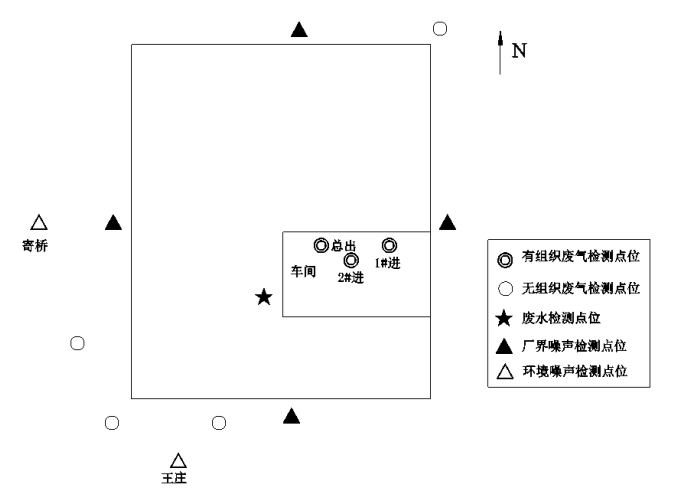 N
寄桥
总出
1#进
车间
2#进
有组织废气检测点位
无组织废气检测点位
废水检测点位
厂界噪声检测点位
环境噪声检测点位
王庄